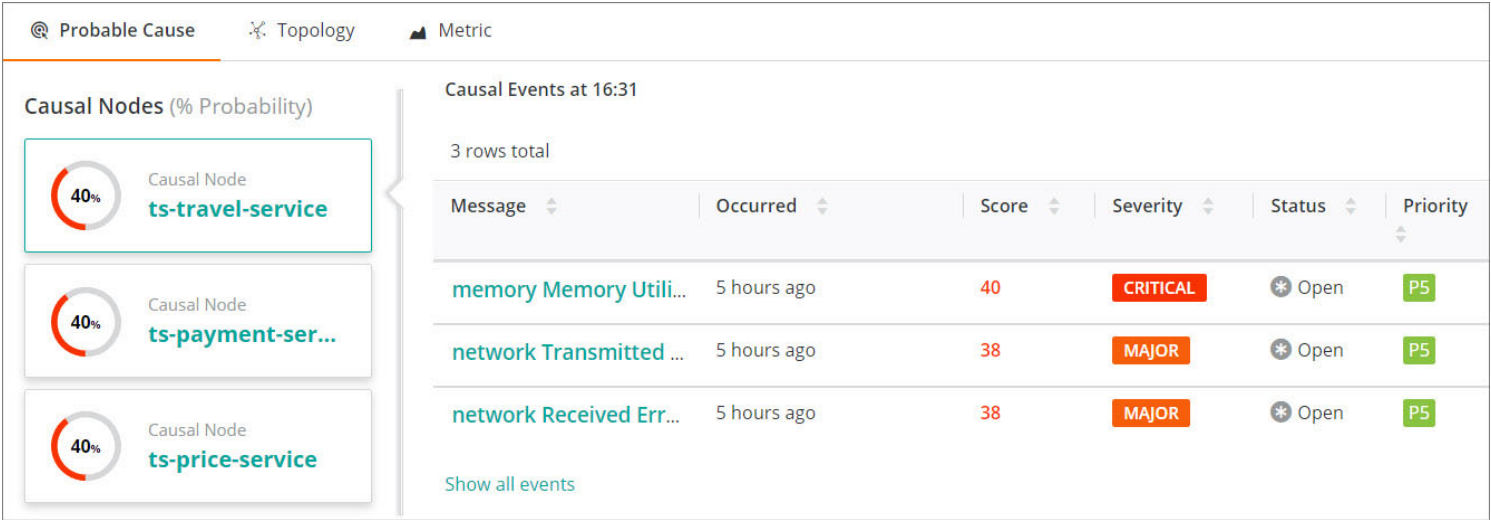 Probable Cause Topology Metric
Causal Nodes (% Probability)
40%
Causal Node
ts-travel-service
40%
Causal Node
ts-payment-ser...
40%
Causal Node
ts-price-service
Causal Events at 16:31
3 rows total
Message Occurred Score Severity Status Priority
memory Memory Utili... 5 hours ago 40 CRITICAL Open P5
network Transmitted ... 5 hours ago 38 MAJOR Open P5
network Received Err... 5 hours ago 38 MAJOR Open P5
Show all events